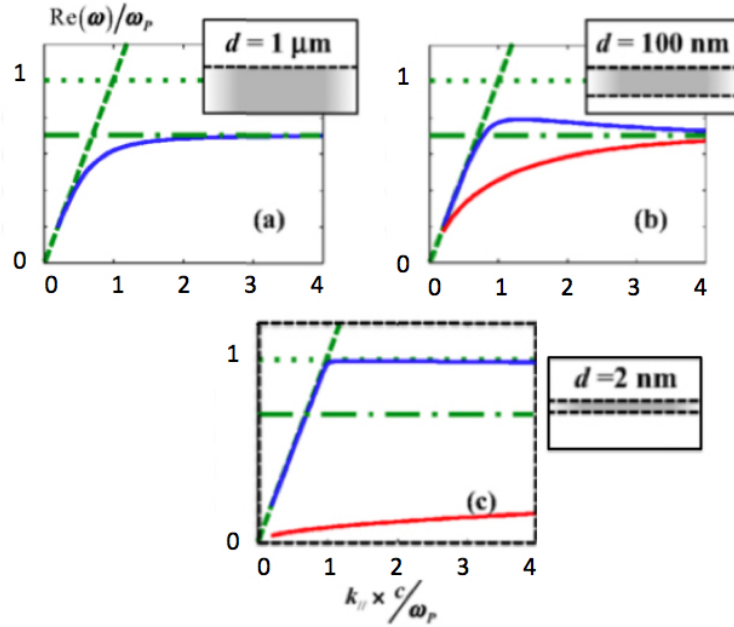 Re(ω)/ω_P
d = 1 μm
1
0
(a)
0 1 2 3 4
d = 100 nm
1
0
(b)
0 1 2 3 4
d =2 nm
1
0
(c)
0 1 2 3 4
k_// × c/ω_P